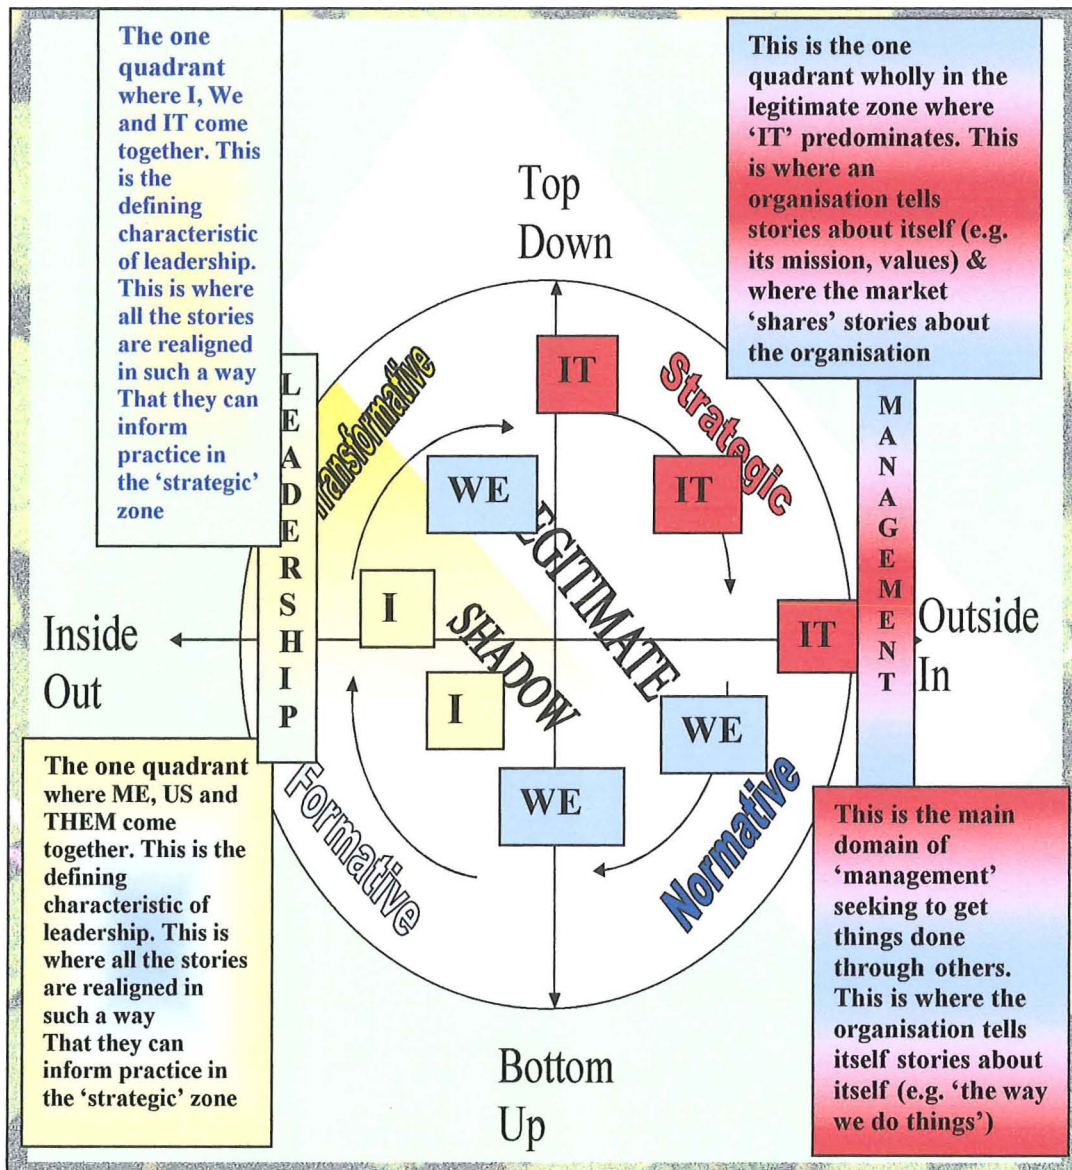 The one
quadrant
where I, We
and IT come
together. This
is the
defining
characteristic
of leadership.
This is where
all the stories
are realigned
in such a way
That they can
inform
practice in
the ‘strategic’
zone
This is the one
quadrant wholly in the
legitimate zone where
‘IT’ predominates. This
is where an
organisation tells
stories about itself (e.g.
its mission, values) &
where the market
‘shares’ stories about
the organisation
Top
Down
LEADERSHIP
Transformative
IT
Strategic
MANAGEMENT
WE
IT
EGITIMATE
SHADOW
I
IT
Inside
Out
Outside
In
I
WE
WE
Formative
Normative
The one quadrant
where ME, US and
THEM come
together. This is the
defining
characteristic of
leadership. This is
where all the stories
are realigned in
such a way
That they can
inform practice in
the ‘strategic’ zone
This is the main
domain of
‘management’
seeking to get
things done
through others.
This is where the
organisation tells
itself stories about
itself (e.g. ‘the way
we do things’)
Bottom
Up